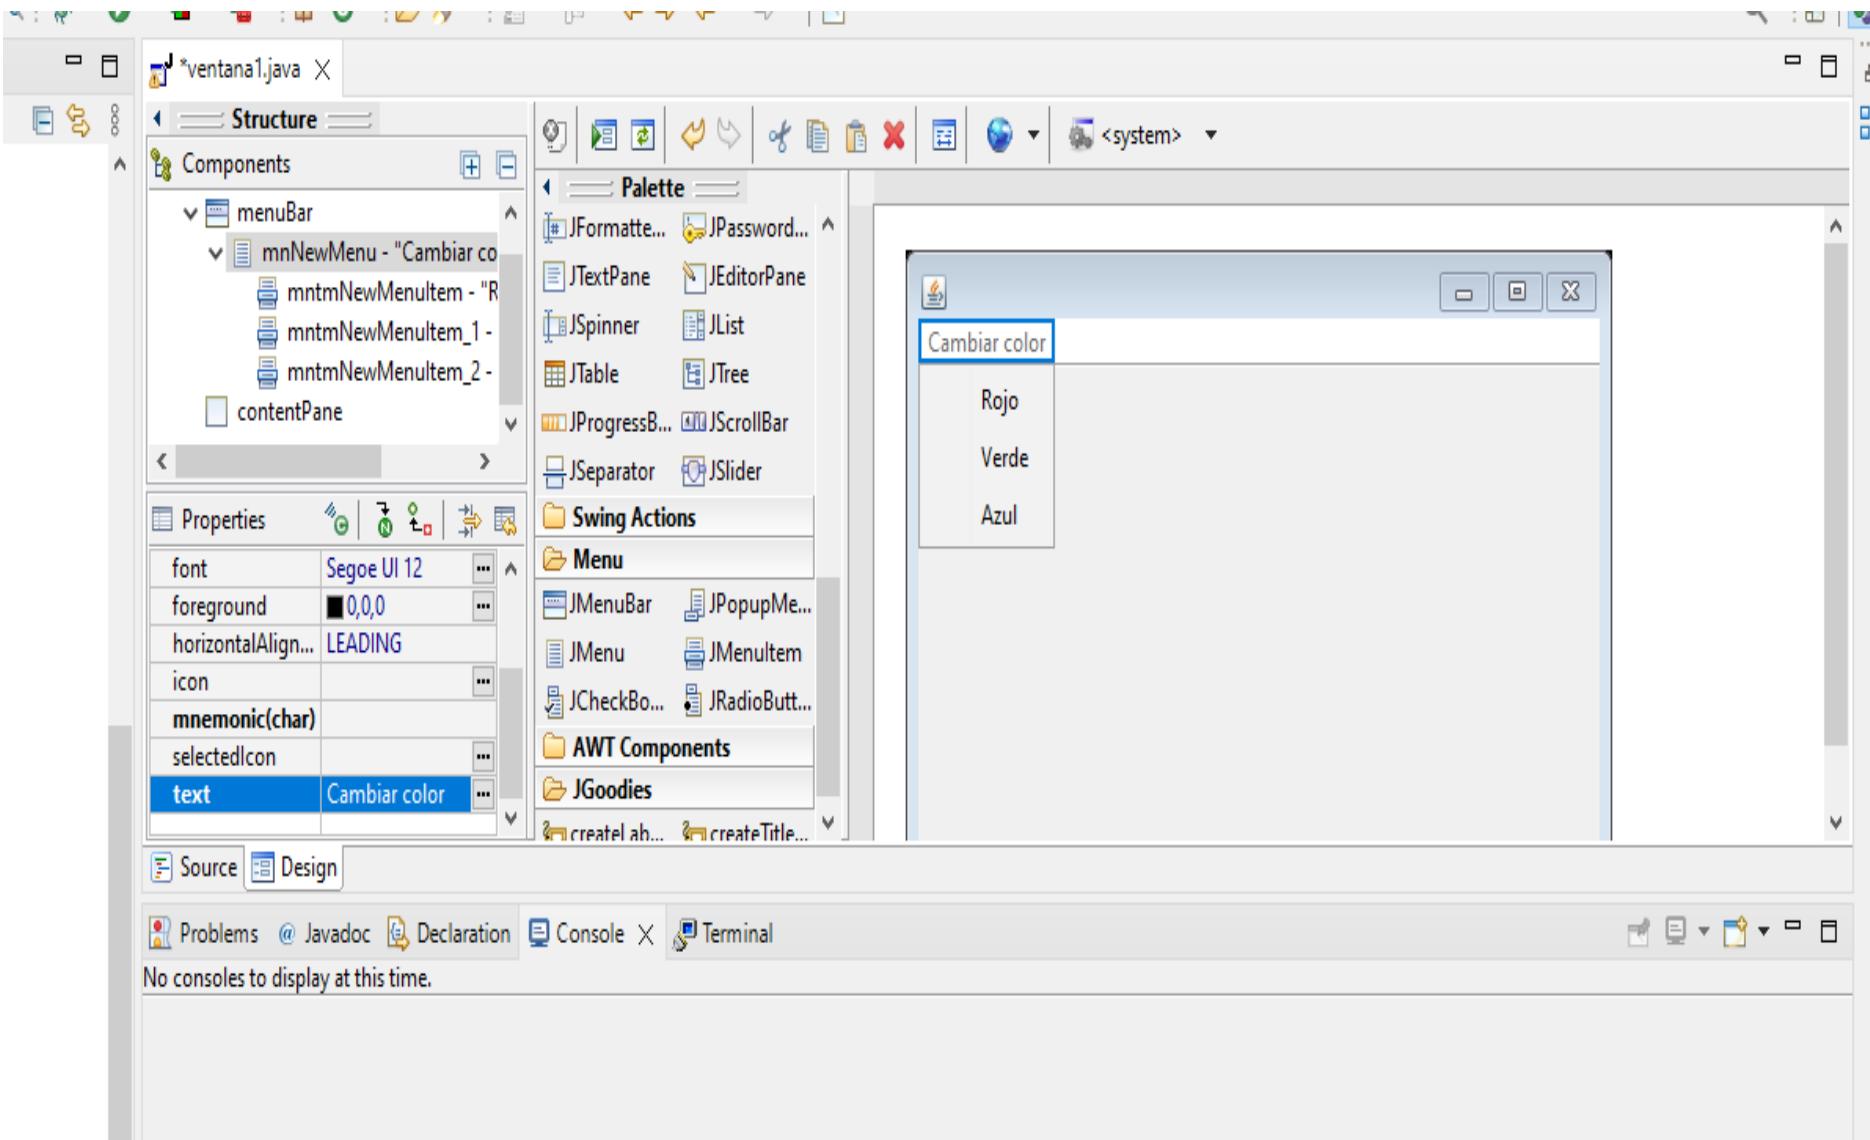 *ventana1.java
Structure
Components
menuBar
mnNewMenu - "Cambiar co
mntmNewMenuItem - "R
mntmNewMenuItem_1 -
mntmNewMenuItem_2 -
contentPane
Properties
font Segoe UI 12
foreground 0,0,0
horizontalAlign... LEADING
icon
mnemonic(char)
selectedIcon
text Cambiar color
<system>
Palette
JFormatte... JPassword...
JTextPane JEditorPane
JSpinner JList
JTable JTree
JProgressB... JScrollBar
JSeparator JSlider
Swing Actions
Menu
JMenuBar JPopupMe...
JMenu JMenuItem
JCheckBo... JRadioButt...
AWT Components
JGoodies
createLab... createTitle...
Cambiar color
Rojo
Verde
Azul
Source Design
Problems @ Javadoc Declaration Console Terminal
No consoles to display at this time.